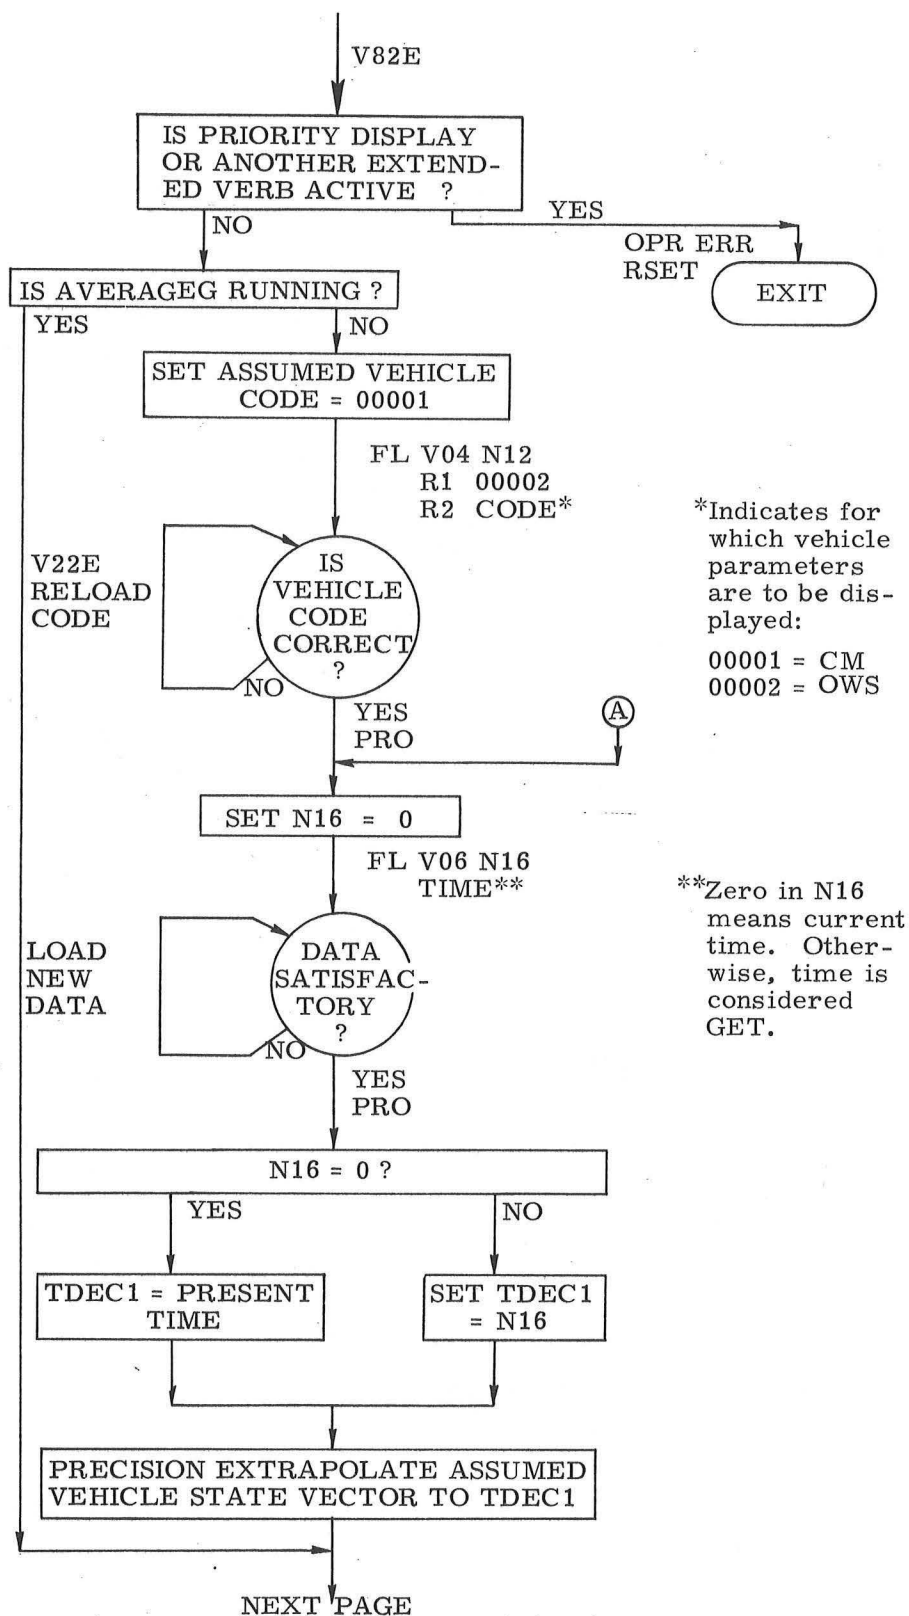 V82E
IS PRIORITY DISPLAY
OR ANOTHER EXTEND-
ED VERB ACTIVE ?
NO
YES
OPR ERR
RSET
EXIT
IS AVERAGEG RUNNING ?
YES
NO
SET ASSUMED VEHICLE
CODE = 00001
FL V04 N12
R1 00002
R2 CODE*
*Indicates for
which vehicle
parameters
are to be dis-
played:
00001 = CM
00002 = OWS
V22E
RELOAD
CODE
IS
VEHICLE
CODE
CORRECT
?
NO
YES
PRO
A
SET N16 = 0
FL V06 N16
TIME**
**Zero in N16
means current
time. Other-
wise, time is
considered
GET.
LOAD
NEW
DATA
DATA
SATISFAC-
TORY
?
NO
YES
PRO
N16 = 0 ?
YES
NO
TDEC1 = PRESENT
TIME
SET TDEC1
= N16
PRECISION EXTRAPOLATE ASSUMED
VEHICLE STATE VECTOR TO TDEC1
NEXT PAGE